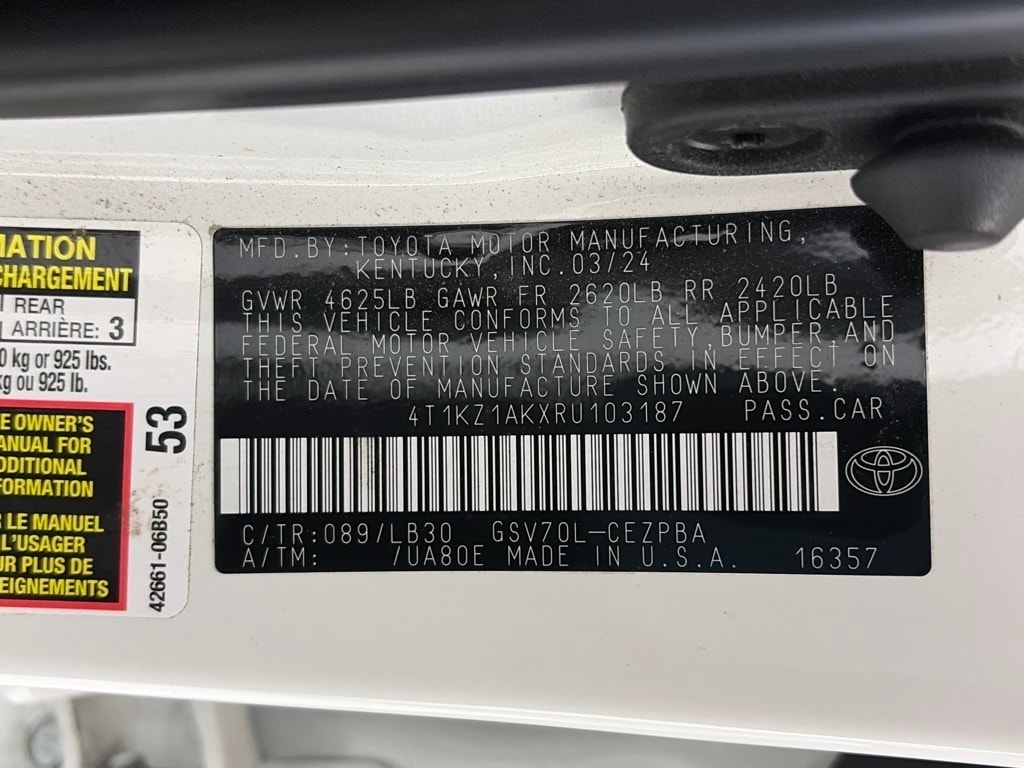 MATION
CHARGEMENT
REAR
ARRIÈRE: 3
0 kg or 925 lbs.
kg ou 925 lb.
E OWNER'S
ANUAL FOR
DDITIONAL
FORMATION
LE MANUEL
L'USAGER
UR PLUS DE
EIGNEMENTS
53
42661-06B50
MFD.BY:TOYOTA MOTOR MANUFACTURING,
KENTUCKY,INC.03/24
GVWR 4625LB GAWR FR 2620LB RR 2420LB
THIS VEHICLE CONFORMS TO ALL APPLICABLE
FEDERAL MOTOR VEHICLE SAFETY,BUMPER,AND
THEFT PREVENTION STANDARDS IN EFFECT ON
THE DATE OF MANUFACTURE SHOWN ABOVE.
4T1KZ1AKXRU103187 PASS.CAR
C/TR:089/LB30 GSV70L-CEZPBA
A/TM: /UA80E MADE IN U.S.A. 16357